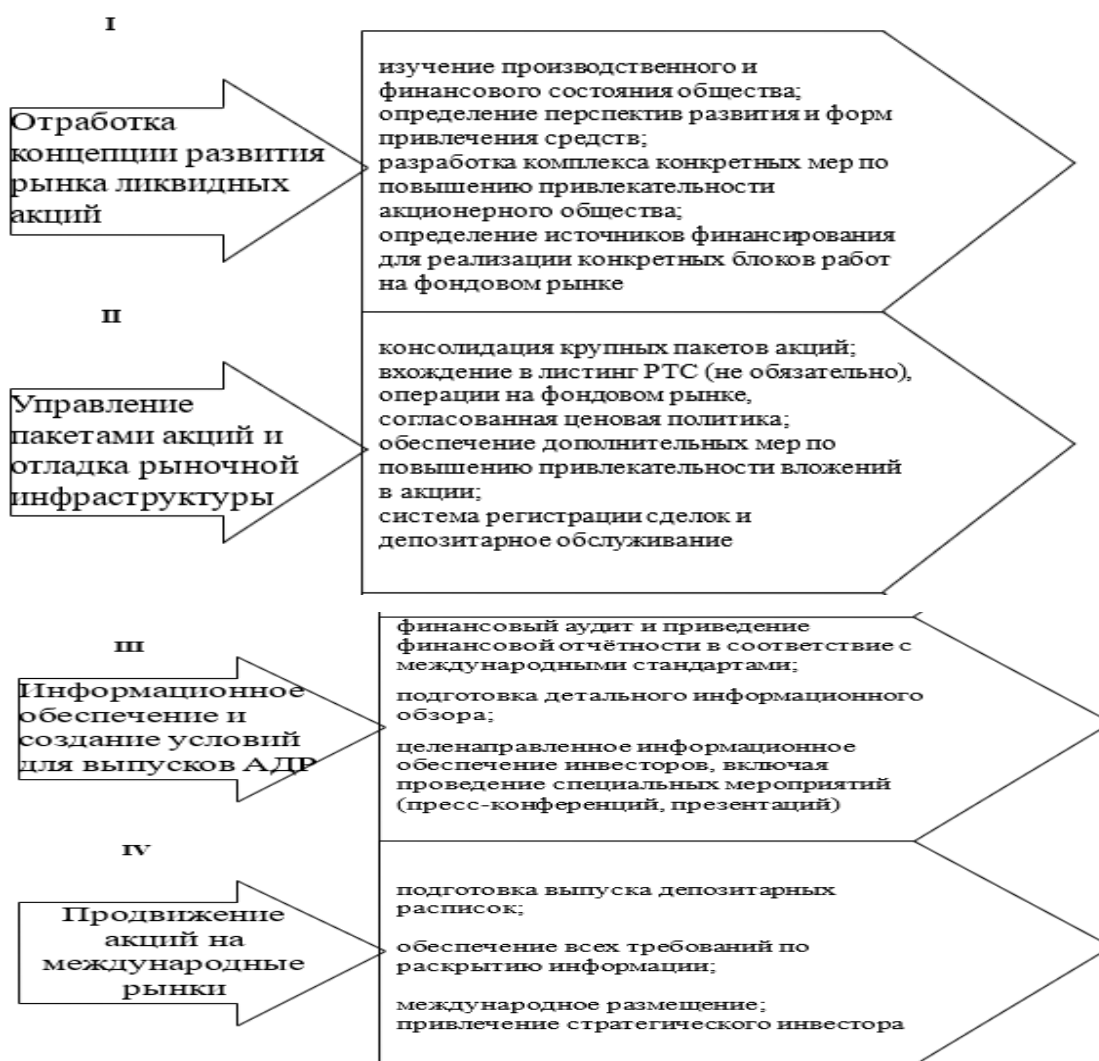 I
Отработка
концепции развития
рынка ликвидных
акций
изучение производственного и
финансового состояния общества;
определение перспектив развития и форм
привлечения средств;
разработка комплекса конкретных мер по
повышению привлекательности
акционерного общества;
определение источников финансирования
для реализации конкретных блоков работ
на фондовом рынке
II
Управление
пакетами акций и
отладка рыночной
инфраструктуры
консолидация крупных пакетов акций;
вхождение в листинг РТС (не обязательно),
операции на фондовом рынке,
согласованная ценовая политика;
обеспечение дополнительных мер по
повышению привлекательности вложений
в акции;
система регистрации сделок и
депозитарное обслуживание
III
Информационное
обеспечение и
создание условий
для выпусков АДР
финансовый аудит и приведение
финансовой отчётности в соответствие с
международными стандартами;
подготовка детального информационного
обзора;
целенаправленное информационное
обеспечение инвесторов, включая
проведение специальных мероприятий
(пресс-конференций, презентаций)
IV
Продвижение
акций на
международные
рынки
подготовка выпуска депозитарных
расписок;
обеспечение всех требований по
раскрытию информации;
международное размещение;
привлечение стратегического инвестора